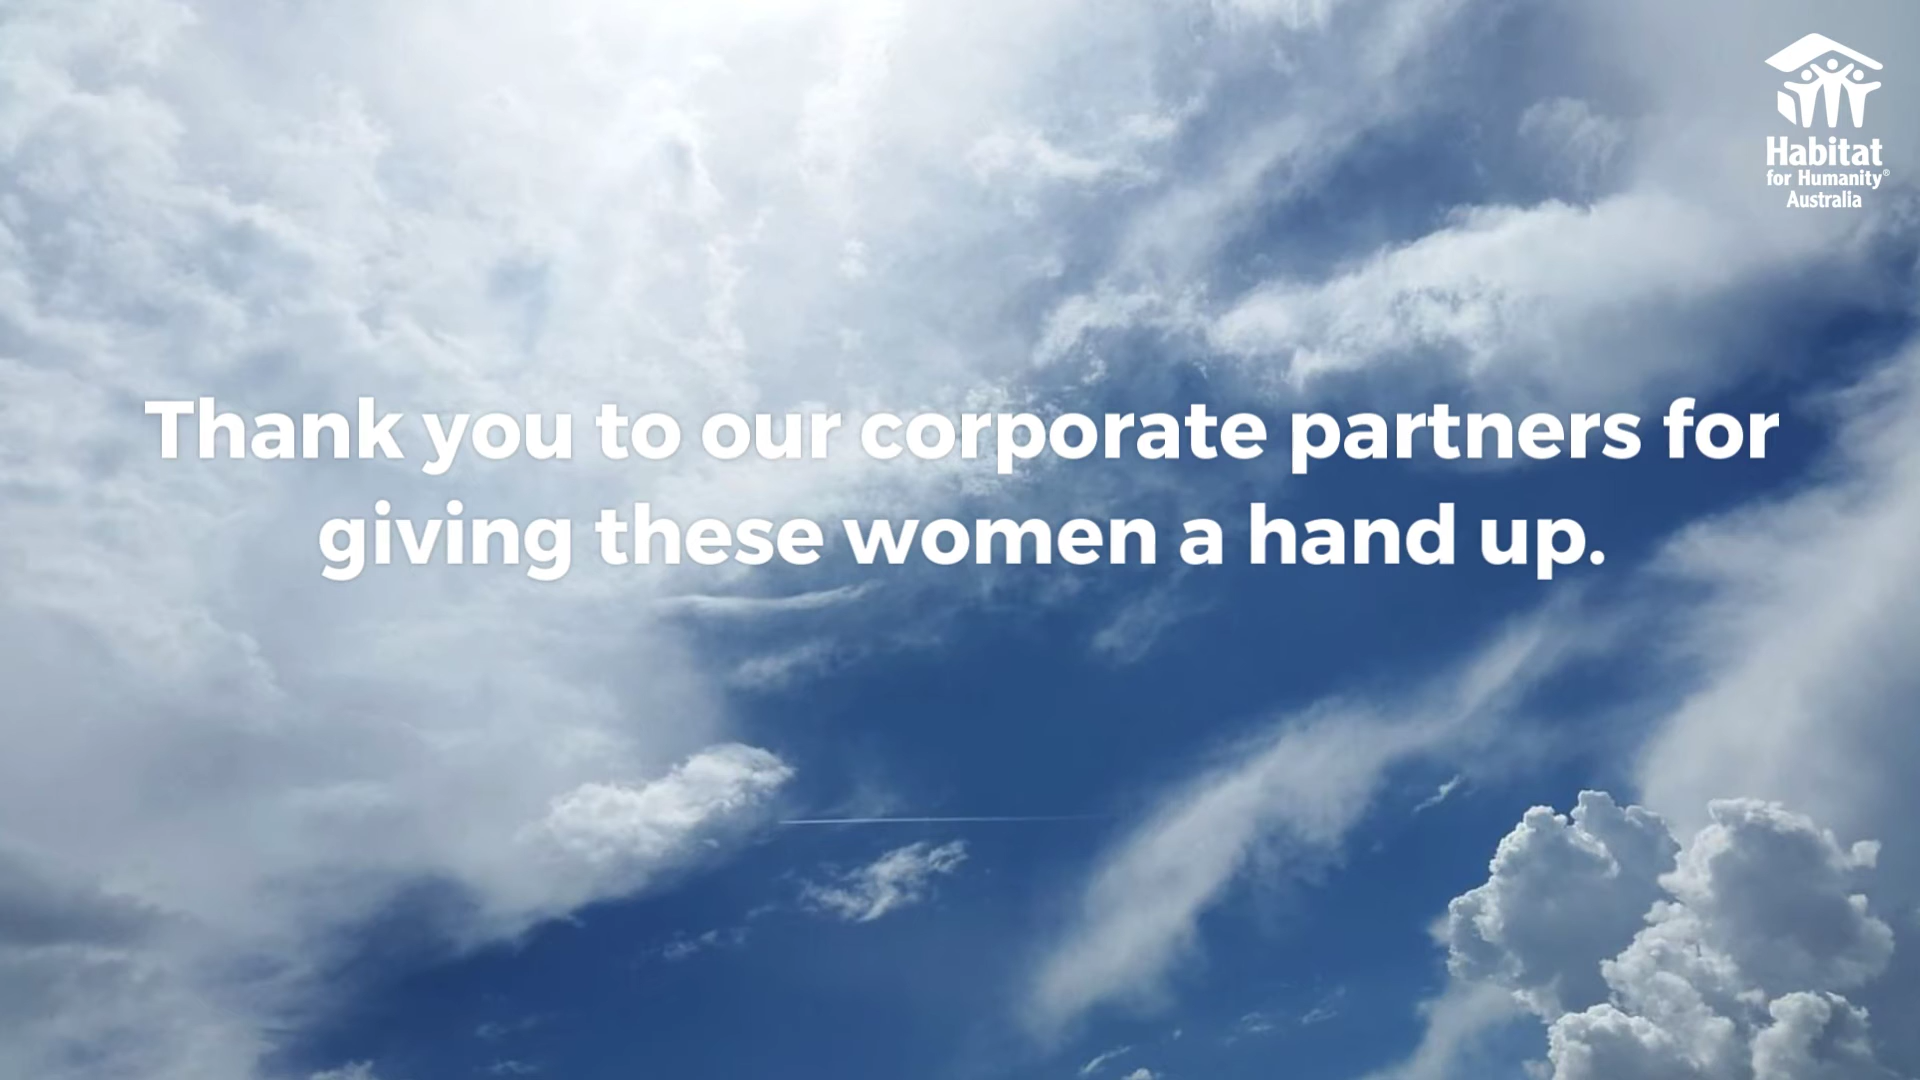 Habitat
for Humanity®
Australia
Thank you to our corporate partners for
giving these women a hand up.